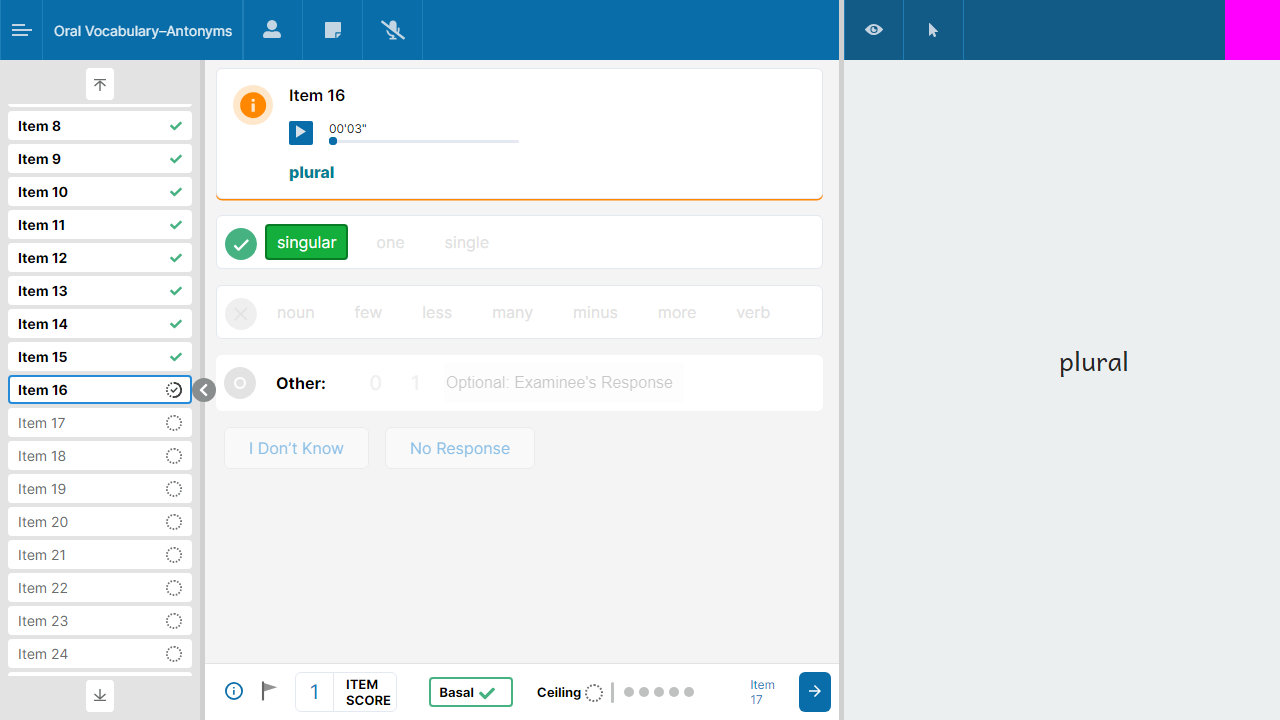 Oral Vocabulary–Antonyms
Item 8
Item 9
Item 10
Item 11
Item 12
Item 13
Item 14
Item 15
Item 16
Item 17
Item 18
Item 19
Item 20
Item 21
Item 22
Item 23
Item 24
Item 16
00'03"
plural
singular one single
noun few less many minus more verb
Other: 0 1 Optional: Examinee's Response
I Don't Know No Response
1 ITEM
SCORE
Basal
Ceiling
Item
17
plural